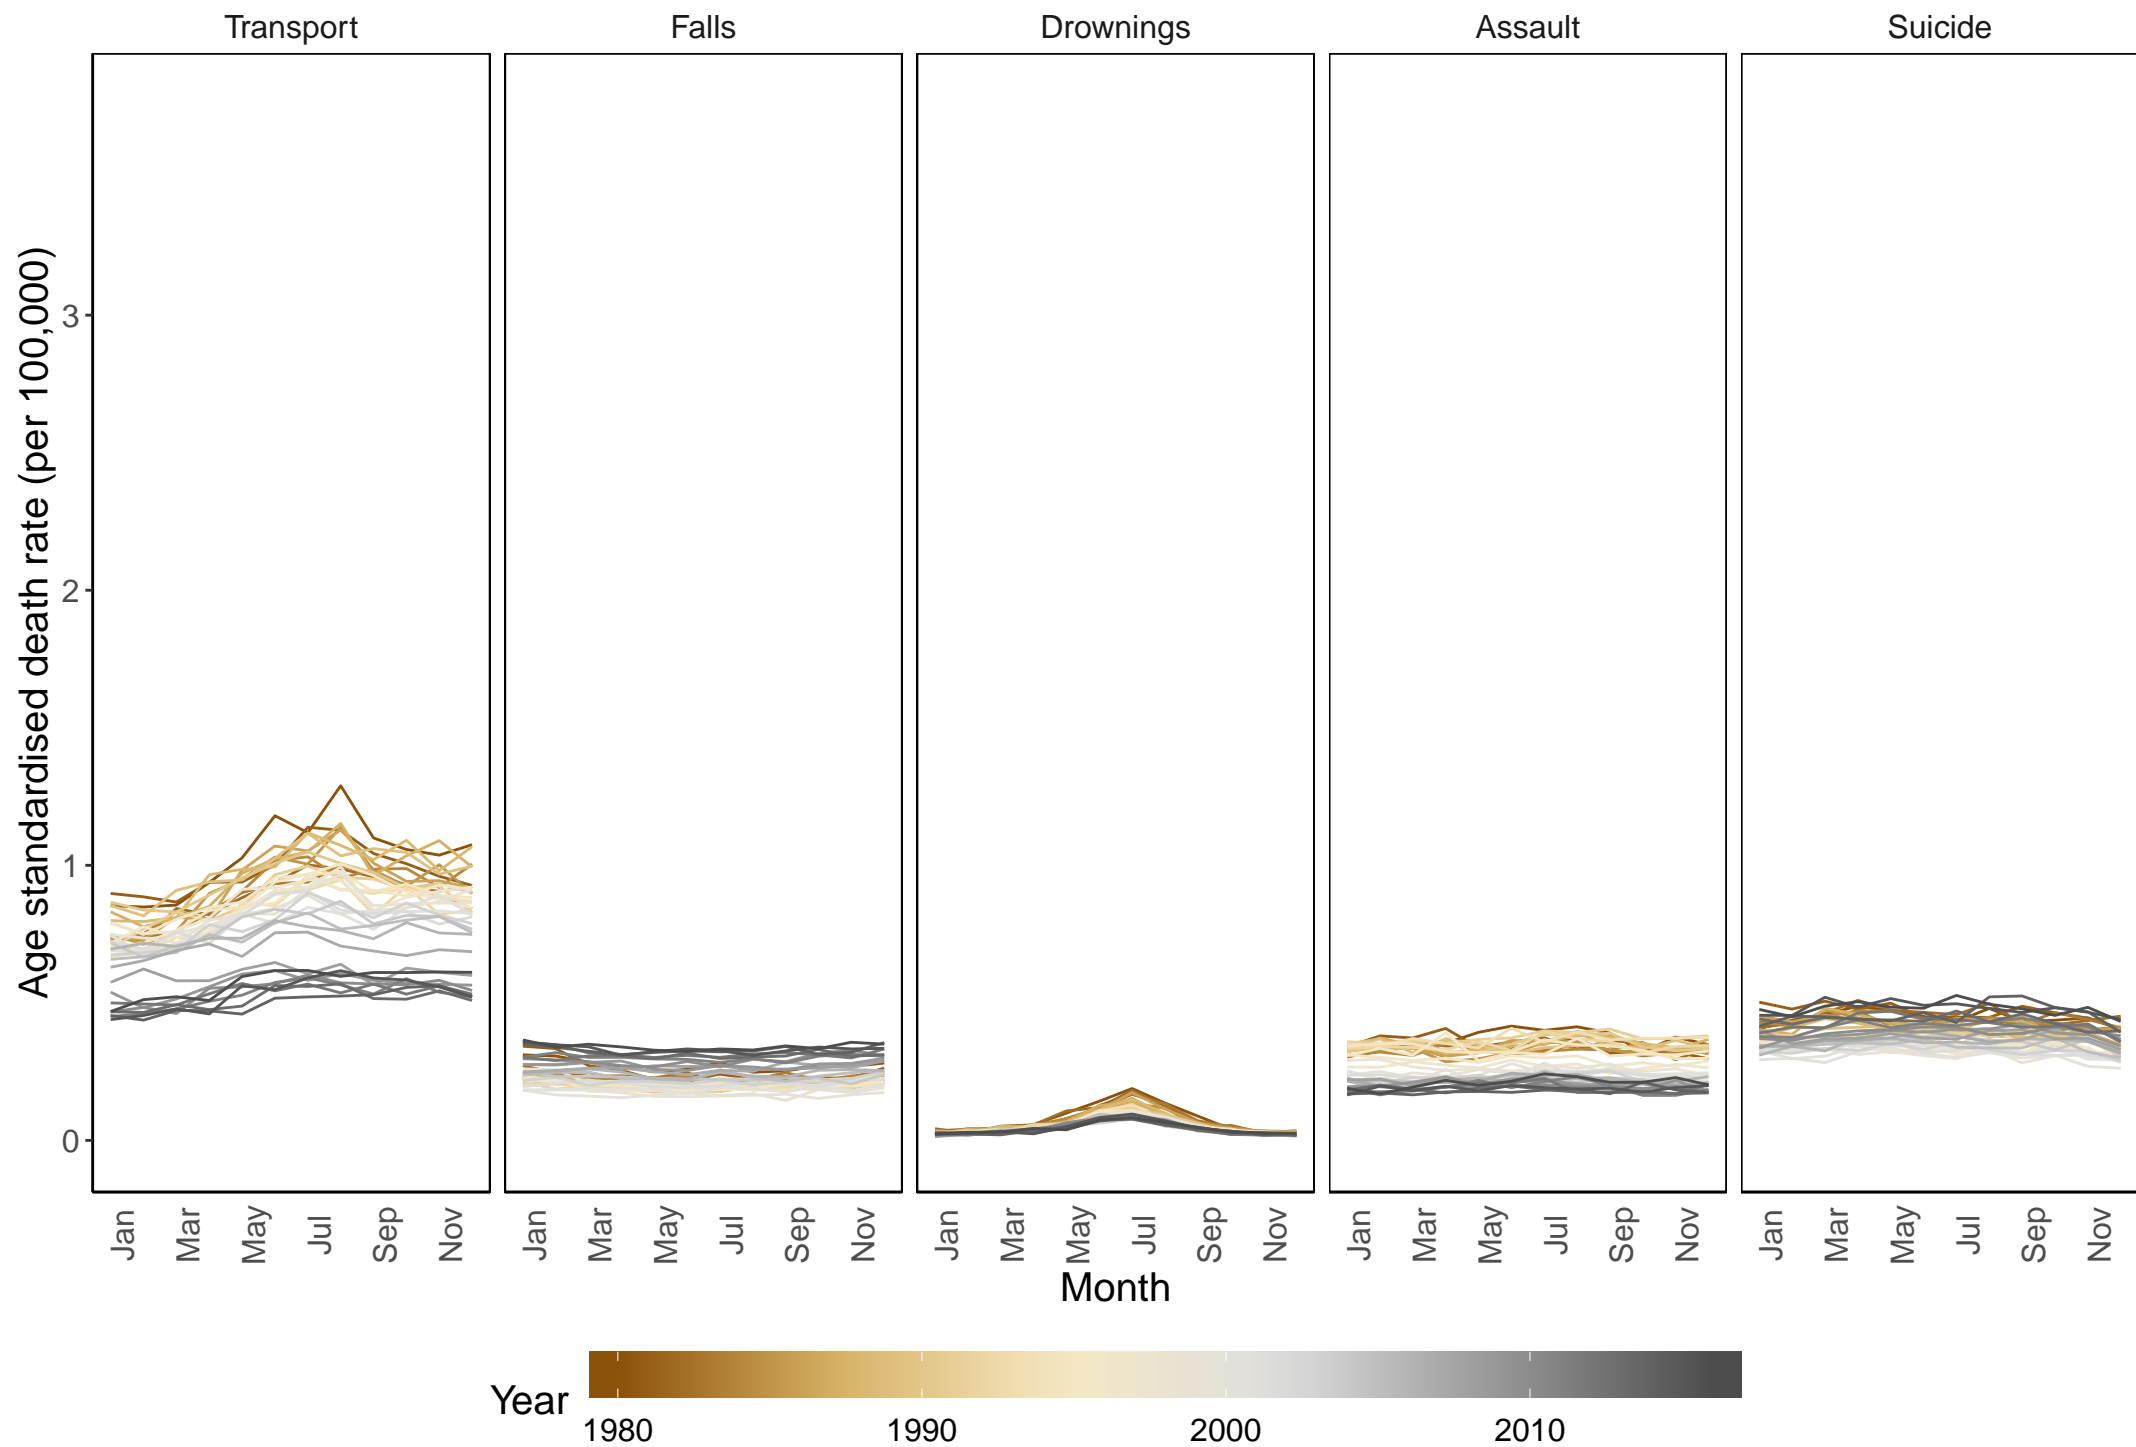 Transport Falls Drownings Assault Suicide
Age standardised death rate (per 100,000)
3
2
1
0
Jan Mar May Jul Sep Nov Jan Mar May Jul Sep Nov Jan Mar May Jul Sep Nov Jan Mar May Jul Sep Nov Jan Mar May Jul Sep Nov
Month
Year
1980 1990 2000 2010